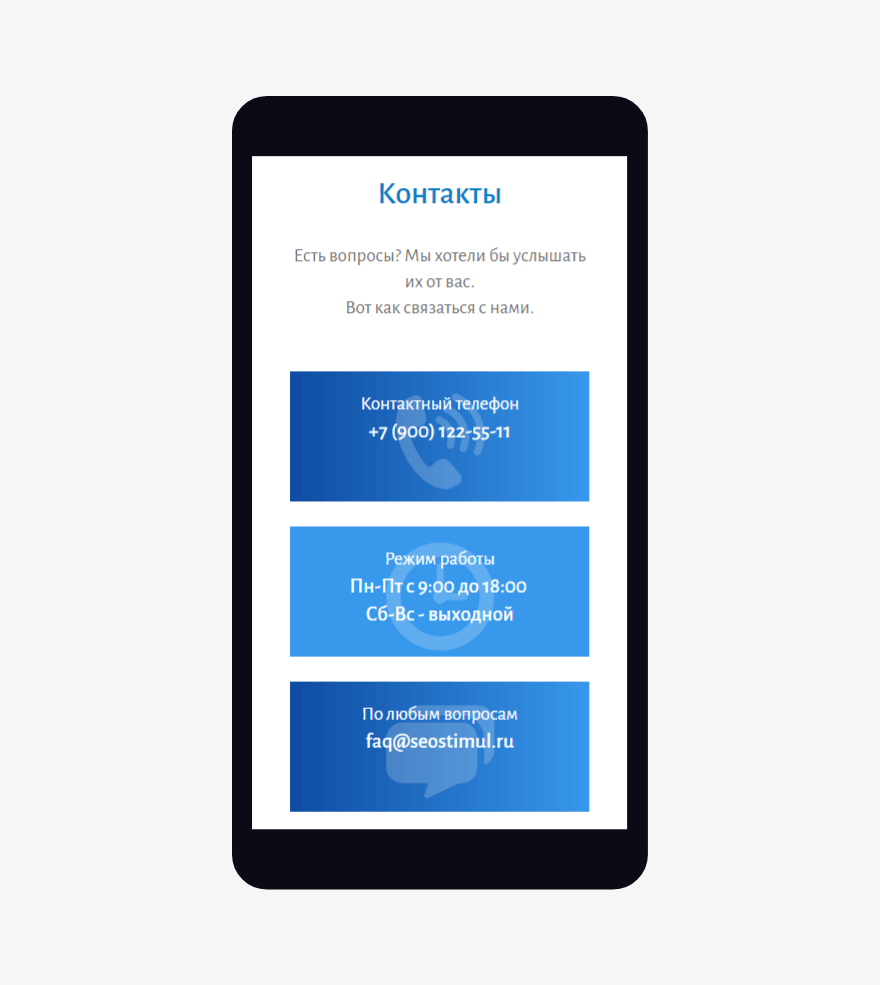 Контакты
Есть вопросы? Мы хотели бы услышать
их от вас.
Вот как связаться с нами.
Контактный телефон
+7 (900) 122-55-11
Режим работы
Пн-Пт с 9:00 до 18:00
Сб-Вс - выходной
По любым вопросам
faq@seostimul.ru